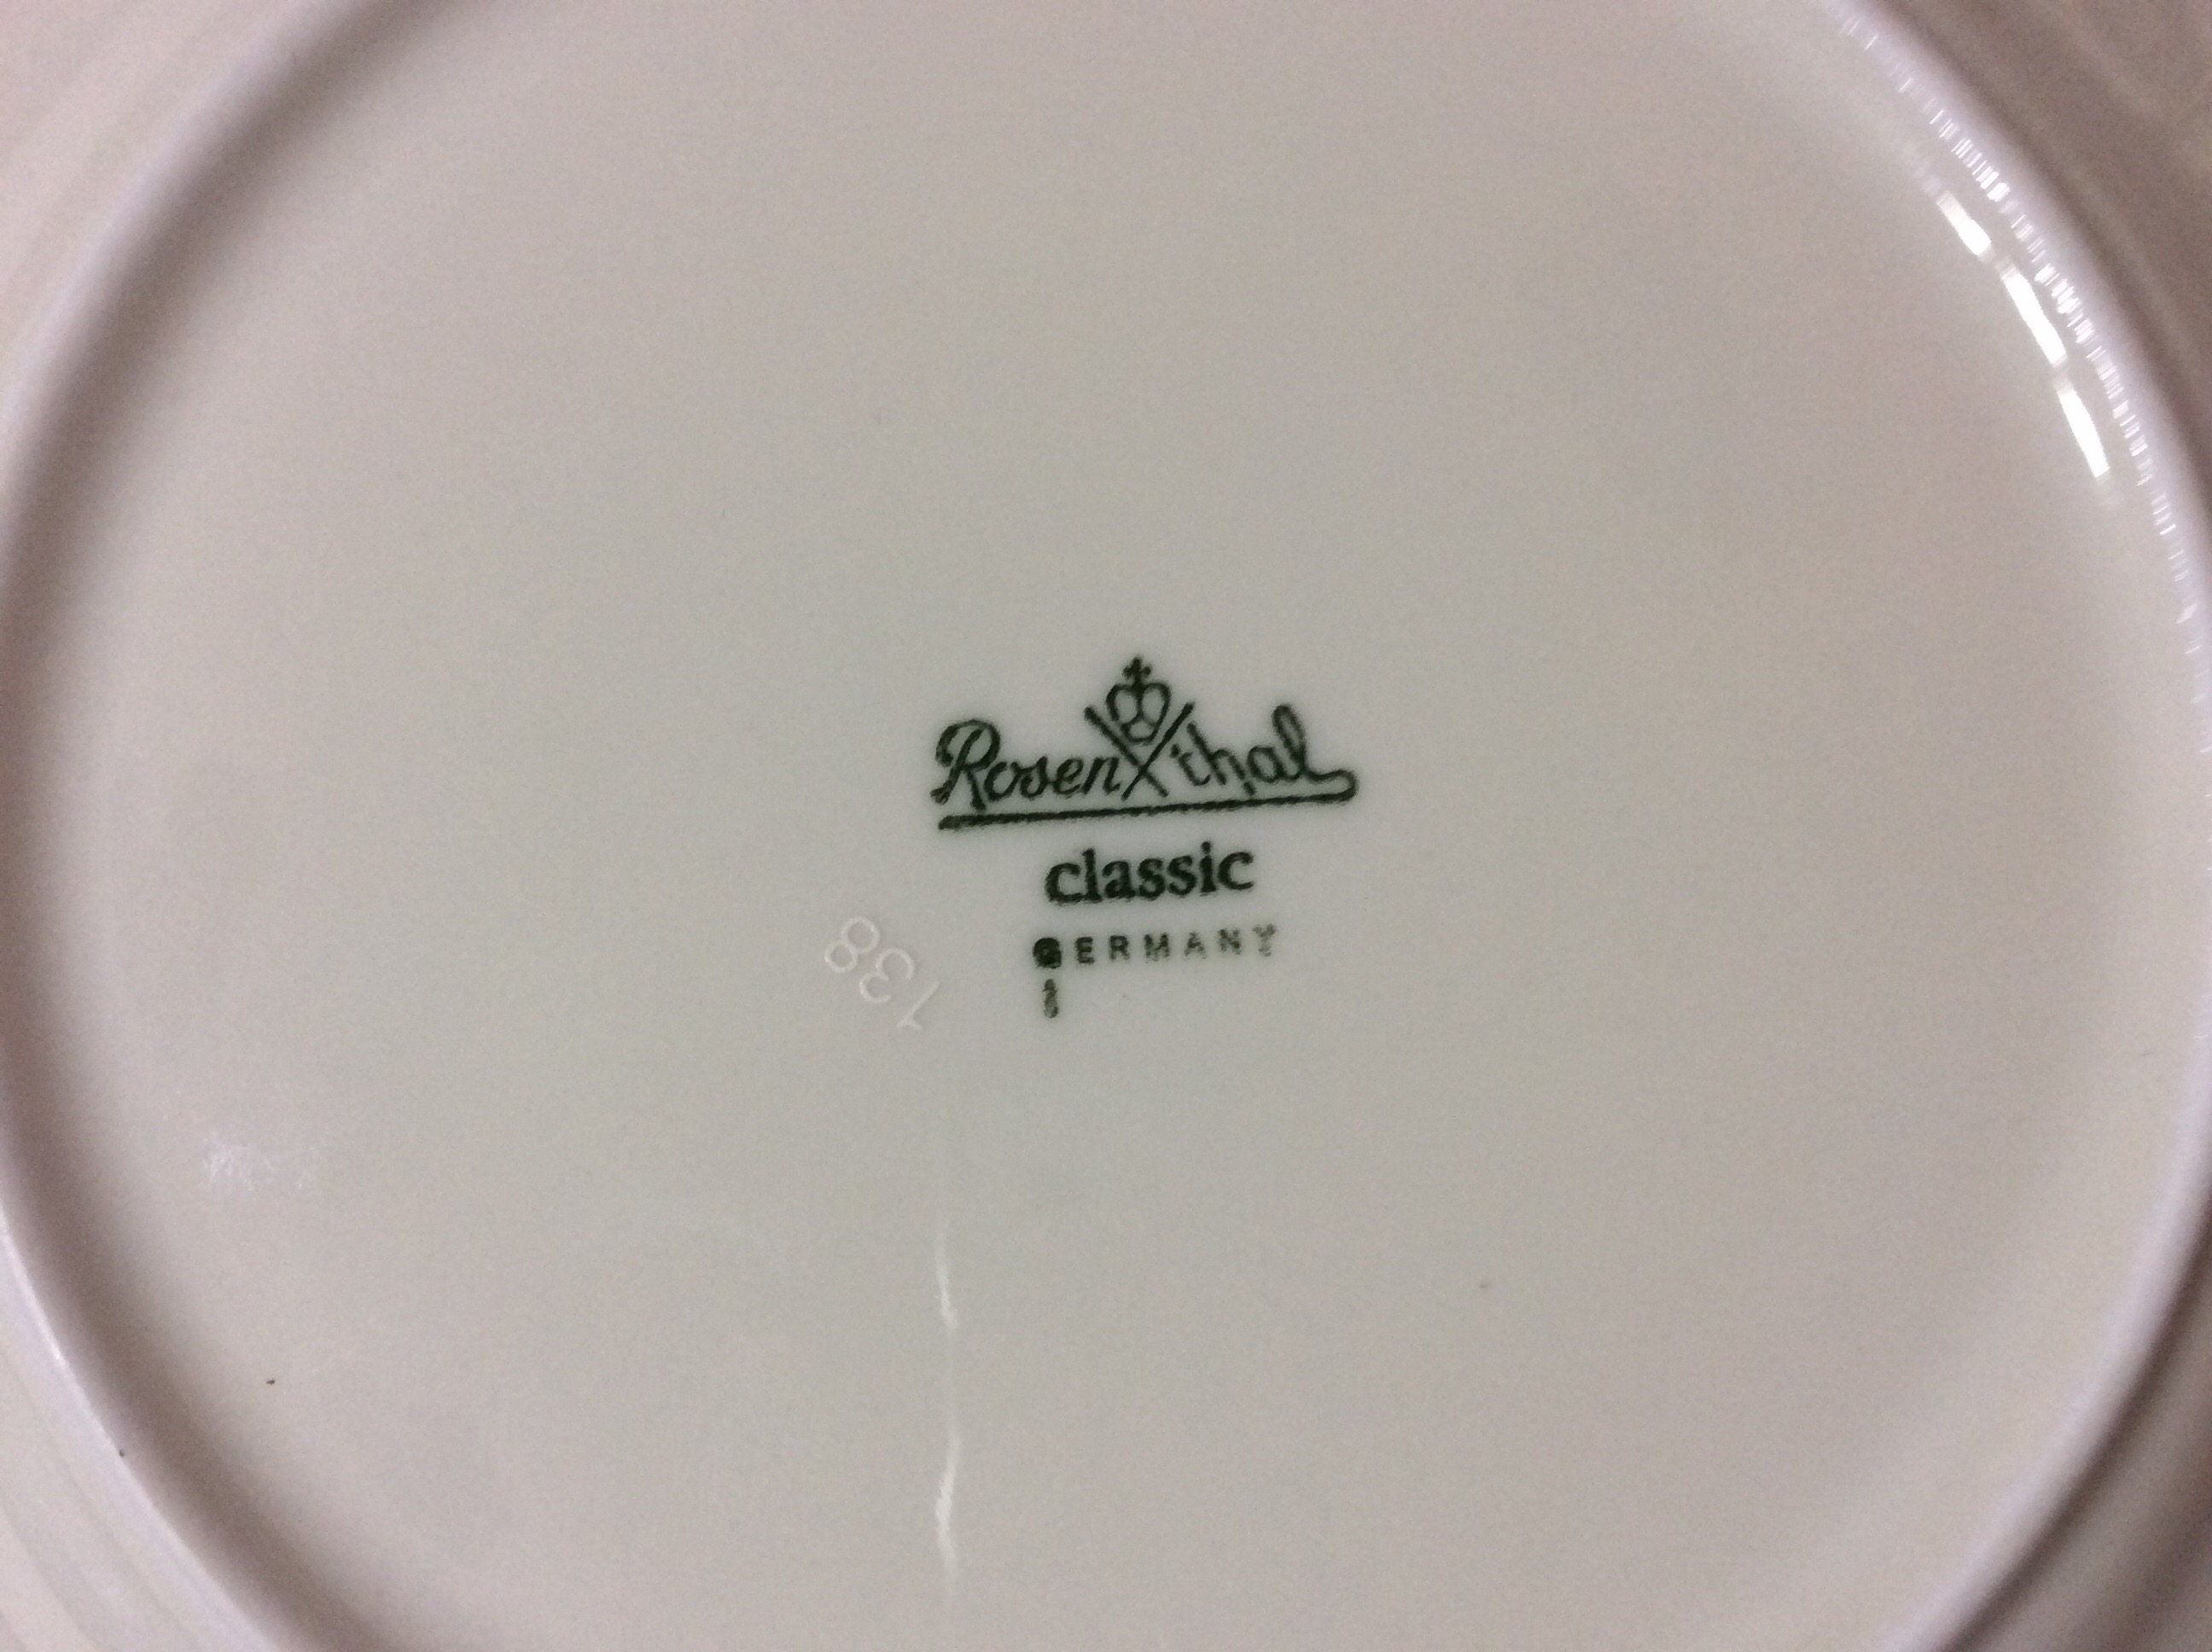 Rosenthal
classic
GERMANY
138